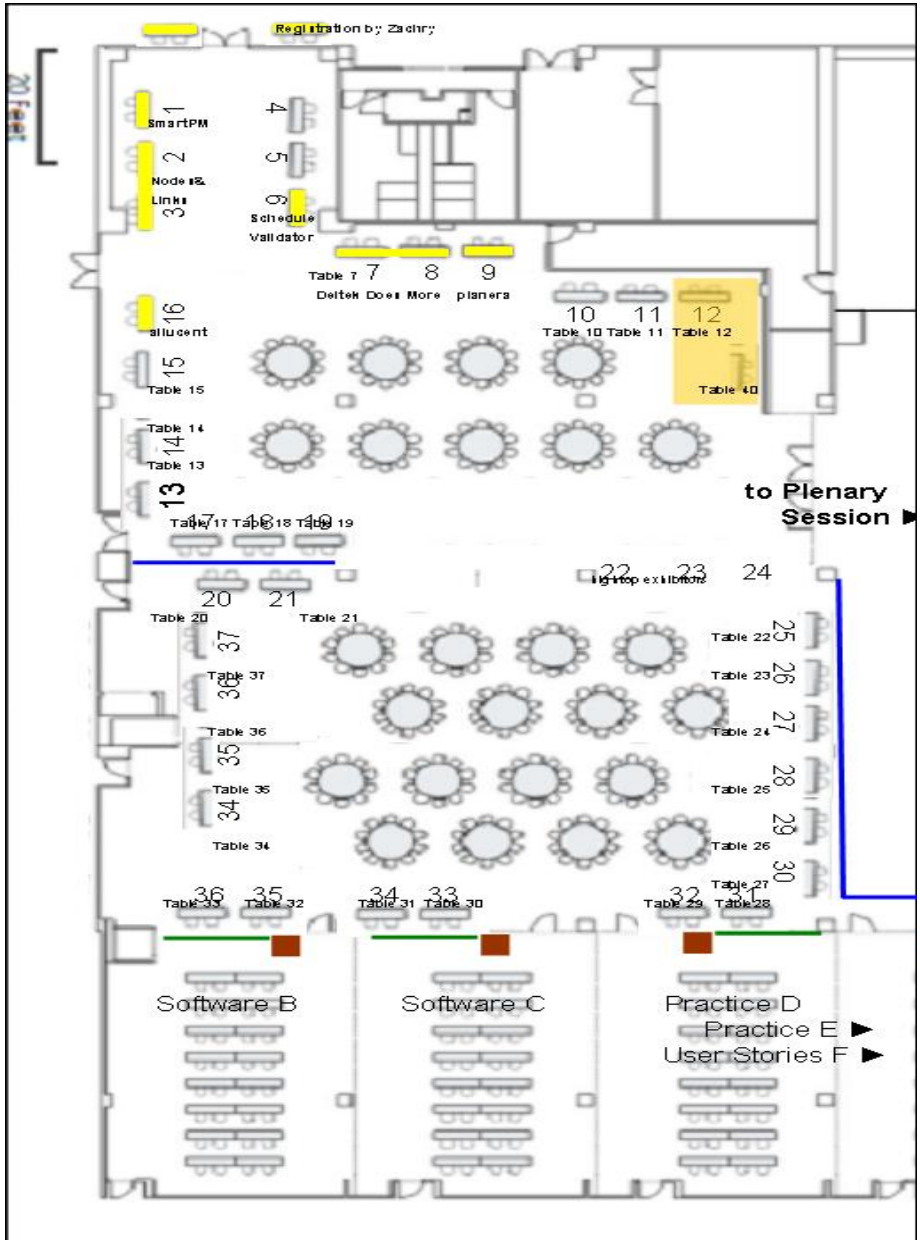 Registration by Zachry
20 Feet
1
SmartPM
4
2
Nodes&
Links
5
3
6
Schedule
Validator
Table 7
7
8
9
Deltek Does More
planera
16
allucent
10
11
12
Table 10
Table 11
Table 12
15
Table 15
Table 40
Table 14
14
Table 13
13
to Plenary
Session ►
17
18
19
Table 17
Table 18
Table 19
22
23
24
20
21
Table 20
Table 21
37
Table 37
25
Table 22
36
Table 36
26
Table 23
27
Table 24
35
Table 35
28
Table 25
34
Table 34
29
Table 26
30
Table 27
36
35
34
33
32
31
Table 33
Table 32
Table 31
Table 30
Table 29
Table 28
Software B
Software C
Practice D
Practice E ►
User Stories F ►